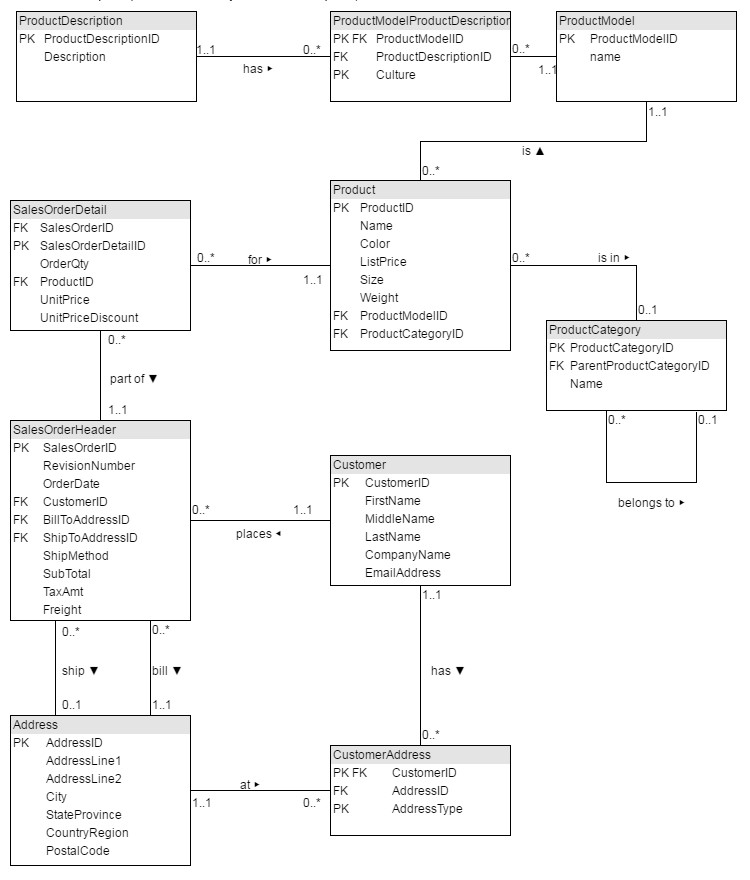 ProductDescription
PK ProductDescriptionID
Description
1..1
0..*
has ▸
ProductModelProductDescription
PK FK ProductModelID
FK ProductDescriptionID
PK Culture
0..*
1..1
ProductModel
PK ProductModelID
name
1..1
is ▲
0..*
SalesOrderDetail
FK SalesOrderID
PK SalesOrderDetailID
OrderQty
FK ProductID
UnitPrice
UnitPriceDiscount
0..*
for ▸
1..1
Product
PK ProductID
Name
Color
ListPrice
Size
Weight
FK ProductModelID
FK ProductCategoryID
0..*
is in ▸
0..1
ProductCategory
PK ProductCategoryID
FK ParentProductCategoryID
Name
0..*
0..1
belongs to ▸
0..*
part of ▼
1..1
SalesOrderHeader
PK SalesOrderID
RevisionNumber
OrderDate
FK CustomerID
FK BillToAddressID
FK ShipToAddressID
ShipMethod
SubTotal
TaxAmt
Freight
0..*
1..1
places ◂
Customer
PK CustomerID
FirstName
MiddleName
LastName
CompanyName
EmailAddress
1..1
has ▼
0..*
0..*
0..*
ship ▼
bill ▼
0..1
1..1
Address
PK AddressID
AddressLine1
AddressLine2
City
StateProvince
CountryRegion
PostalCode
at ▸
1..1
0..*
CustomerAddress
PK FK CustomerID
FK AddressID
PK AddressType